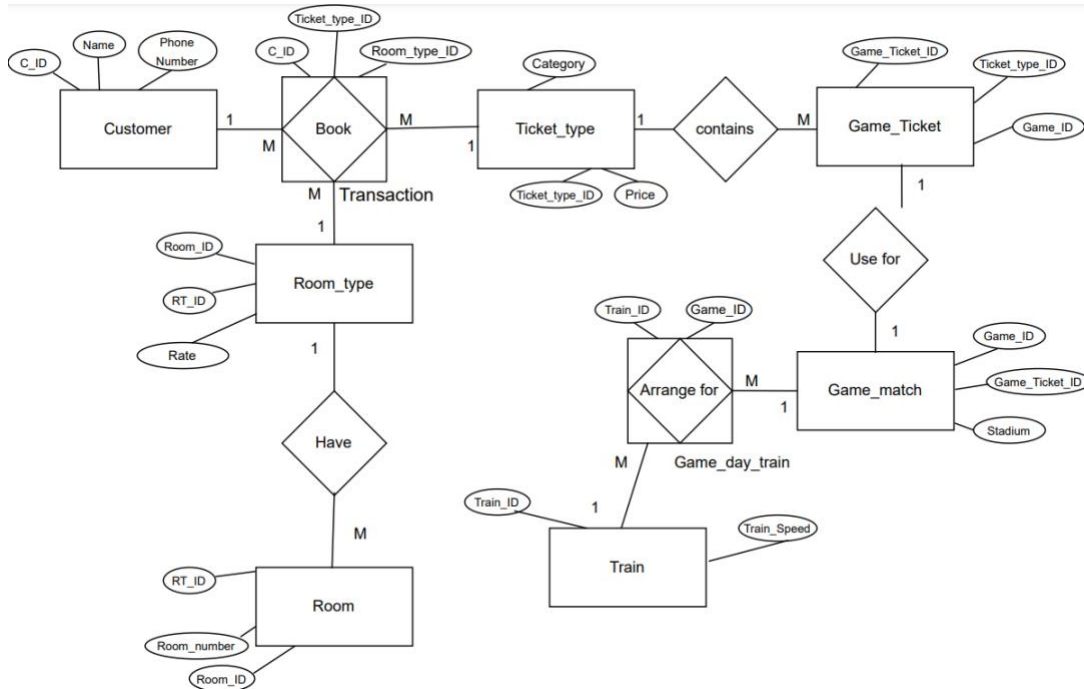 Ticket_type_ID
Name
Phone
Number
C_ID
C_ID
Room_type_ID
Game_Ticket_ID
Category
Ticket_type_ID
Customer
1
M
Book
M
1
Ticket_type
1
contains
M
Game_Ticket
Game_ID
M
Transaction
Ticket_type_ID
Price
1
1
Room_ID
Room_type
RT_ID
Rate
Use for
Train_ID
Game_ID
1
1
Game_ID
Arrange for
M
1
Game_match
Game_Ticket_ID
Stadium
Have
M
Game_day_train
Train_ID
1
Train_Speed
M
Train
RT_ID
Room
Room_number
Room_ID